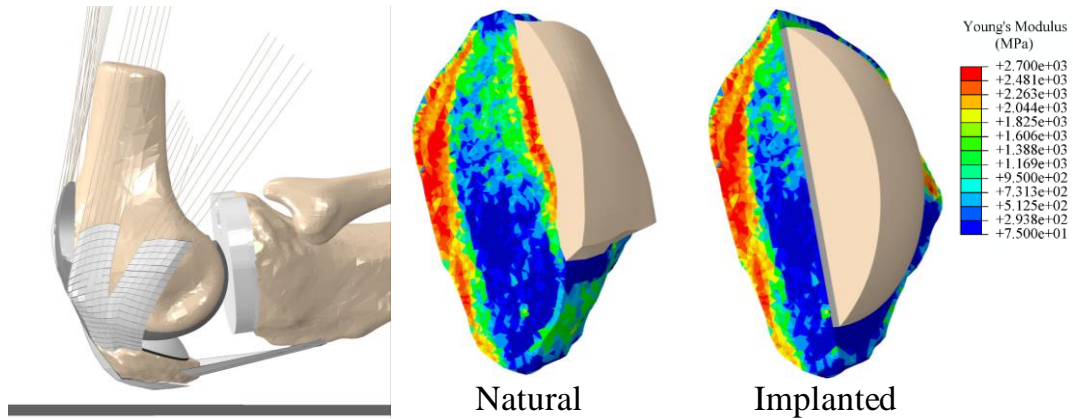 Young's Modulus
(MPa)
+2.700e+03
+2.481e+03
+2.263e+03
+2.044e+03
+1.825e+03
+1.606e+03
+1.388e+03
+1.169e+03
+9.500e+02
+7.313e+02
+5.125e+02
+2.938e+02
+7.500e+01
Natural
Implanted